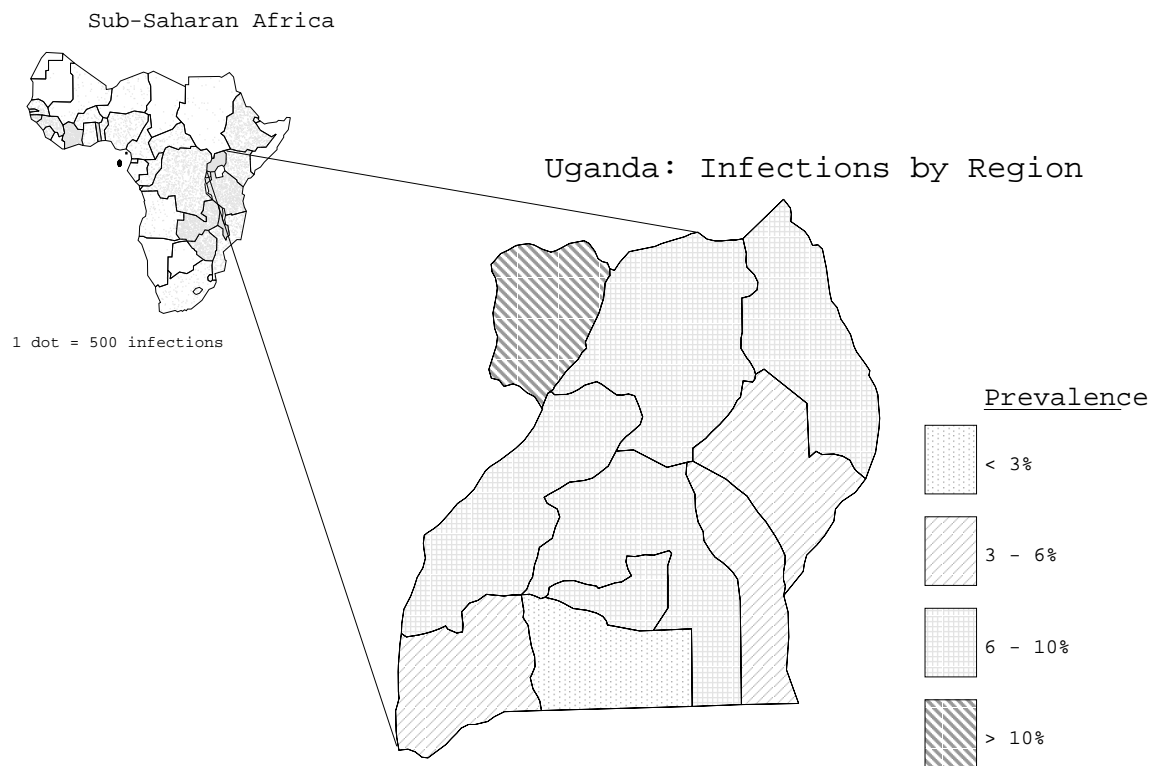 Sub-Saharan Africa
1 dot = 500 infections
Uganda: Infections by Region
Prevalence
< 3%
3 - 6%
6 - 10%
> 10%